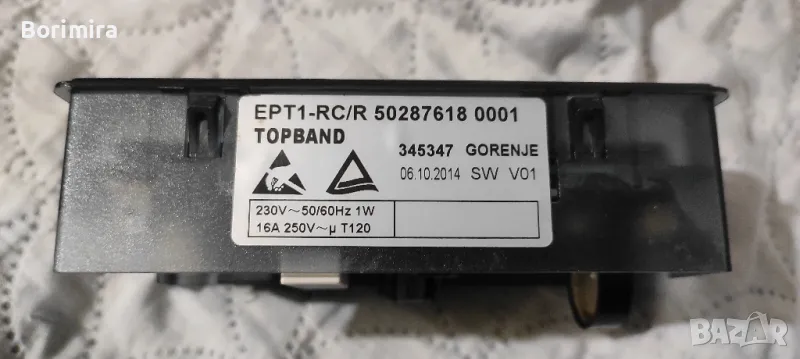 Borimira
EPT1-RC/R 50287618 0001
TOPBAND
345347 GORENJE
06.10.2014 SW V01
230V~50/60Hz 1W
16A 250V~µ T120
BAZAR